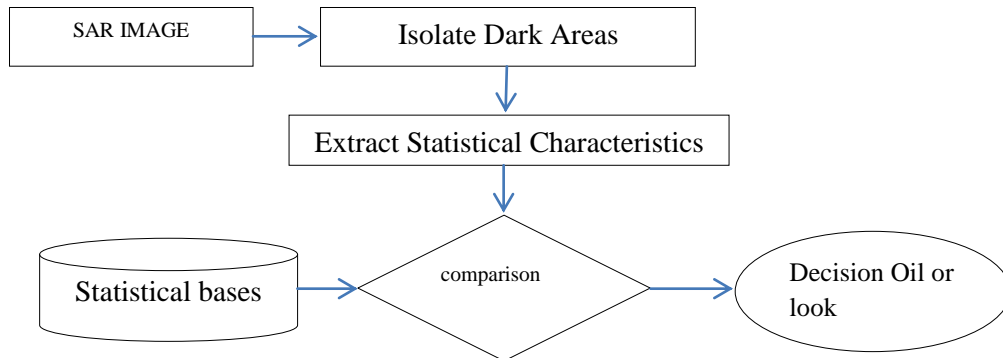 SAR IMAGE
Isolate Dark Areas
Extract Statistical Characteristics
Statistical bases
comparison
Decision Oil or
look